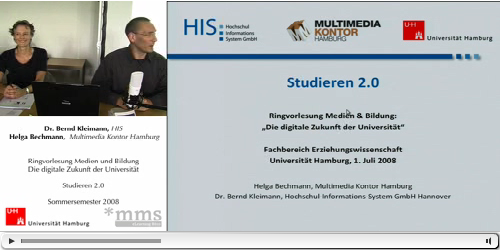 Dr. Bernd Kleimann, HIS
Helga Bechmann, Multimedia Kontor Hamburg
Ringvorlesung Medien und Bildung
Die digitale Zukunft der Universität
Studieren 2.0
Sommersemester 2008
UH
Universität Hamburg
*mms
HIS
Hochschul
Informations
System GmbH
MULTIMEDIA
KONTOR
HAMBURG
UH
Universität Hamburg
Studieren 2.0
Ringvorlesung Medien & Bildung:
„Die digitale Zukunft der Universität“
Fachbereich Erziehungswissenschaft
Universität Hamburg, 1. Juli 2008
Helga Bechmann, Multimedia Kontor Hamburg
Dr. Bernd Kleimann, Hochschul Informations System GmbH Hannover